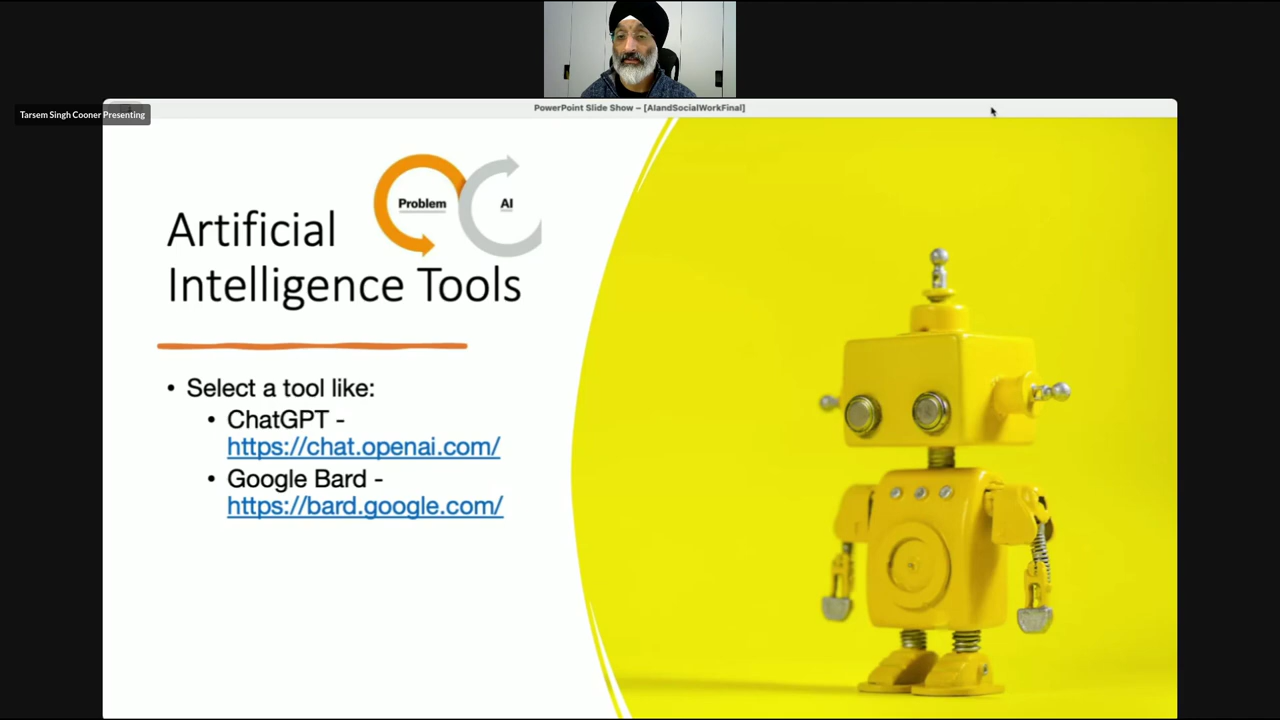 PowerPoint Slide Show – [AIandSocialWorkFinal]
Tarsem Singh Cooner Presenting
Problem
AI
Artificial
Intelligence Tools
• Select a tool like:
• ChatGPT -
https://chat.openai.com/
• Google Bard -
https://bard.google.com/